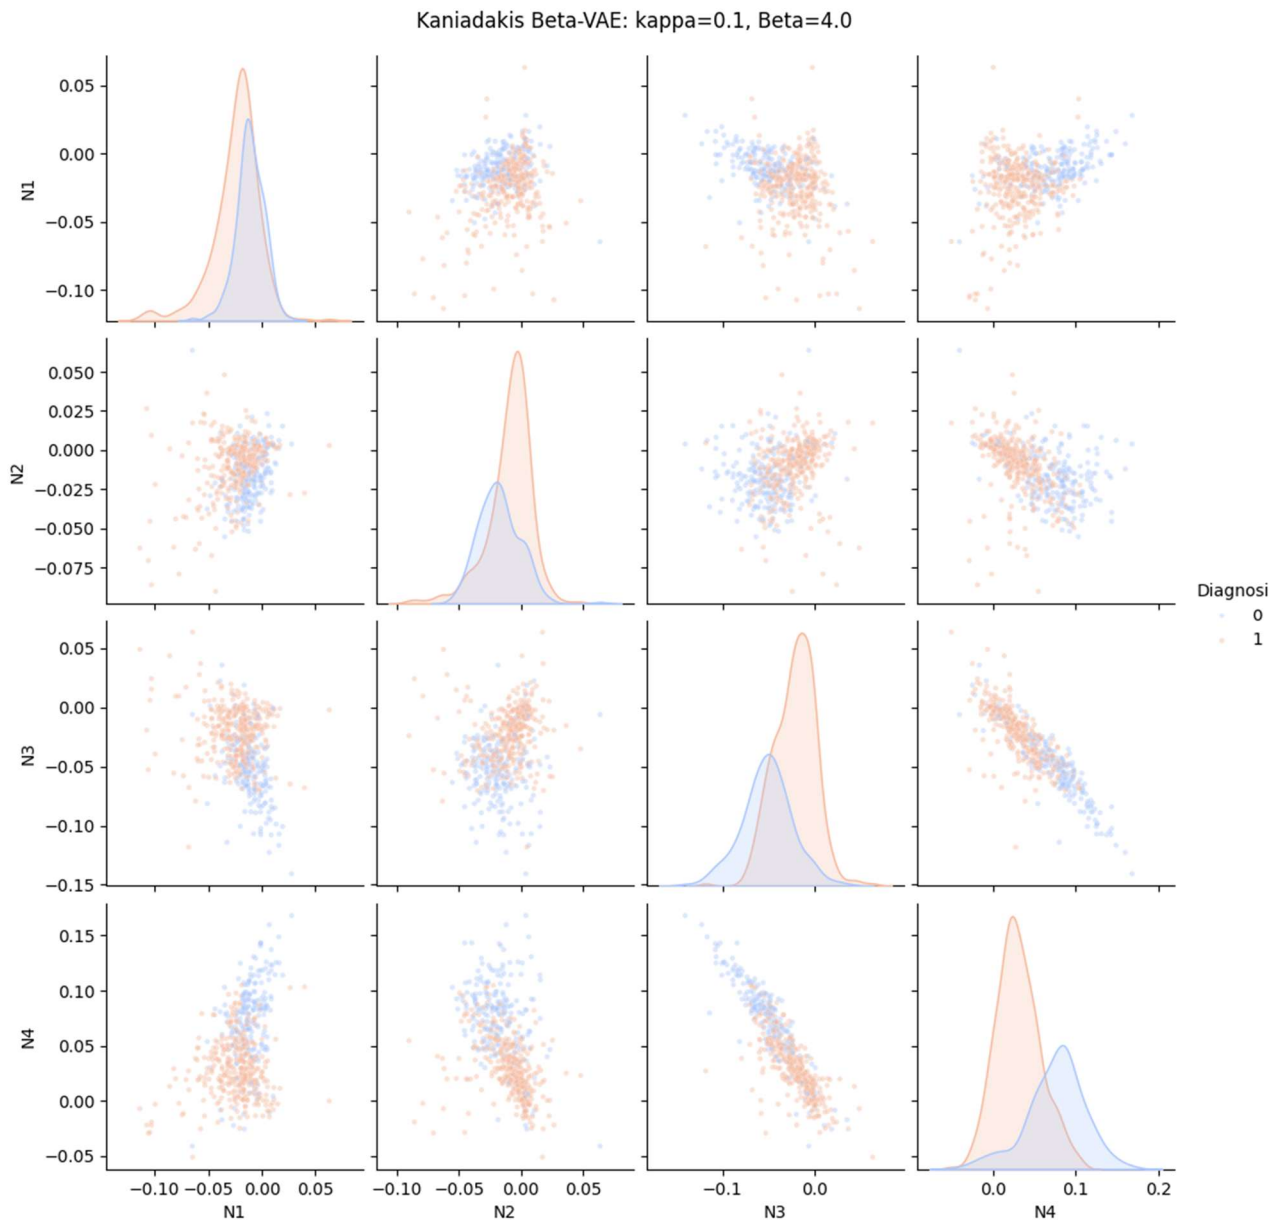 Kaniadakis Beta-VAE: kappa=0.1, Beta=4.0
0.05
0.00
−0.05
−0.10
N1
0.050
0.025
0.000
−0.025
−0.050
−0.075
N2
Diagnosi
0
1
0.05
0.00
−0.05
−0.10
−0.15
N3
0.15
0.10
0.05
0.00
−0.05
N4
−0.10 −0.05 0.00 0.05
−0.10 −0.05 0.00 0.05
−0.1 0.0
0.0 0.1 0.2
N1
N2
N3
N4